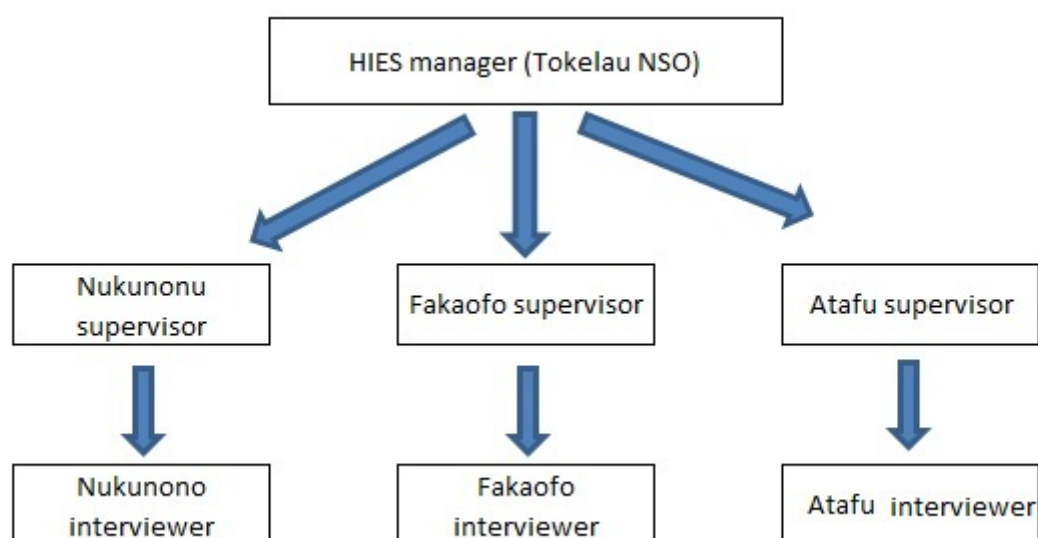 HIES manager (Tokelau NSO)
Nukunonu
supervisor
Fakaofo supervisor
Atafu supervisor
Nukunono
interviewer
Fakaofo
interviewer
Atafu interviewer